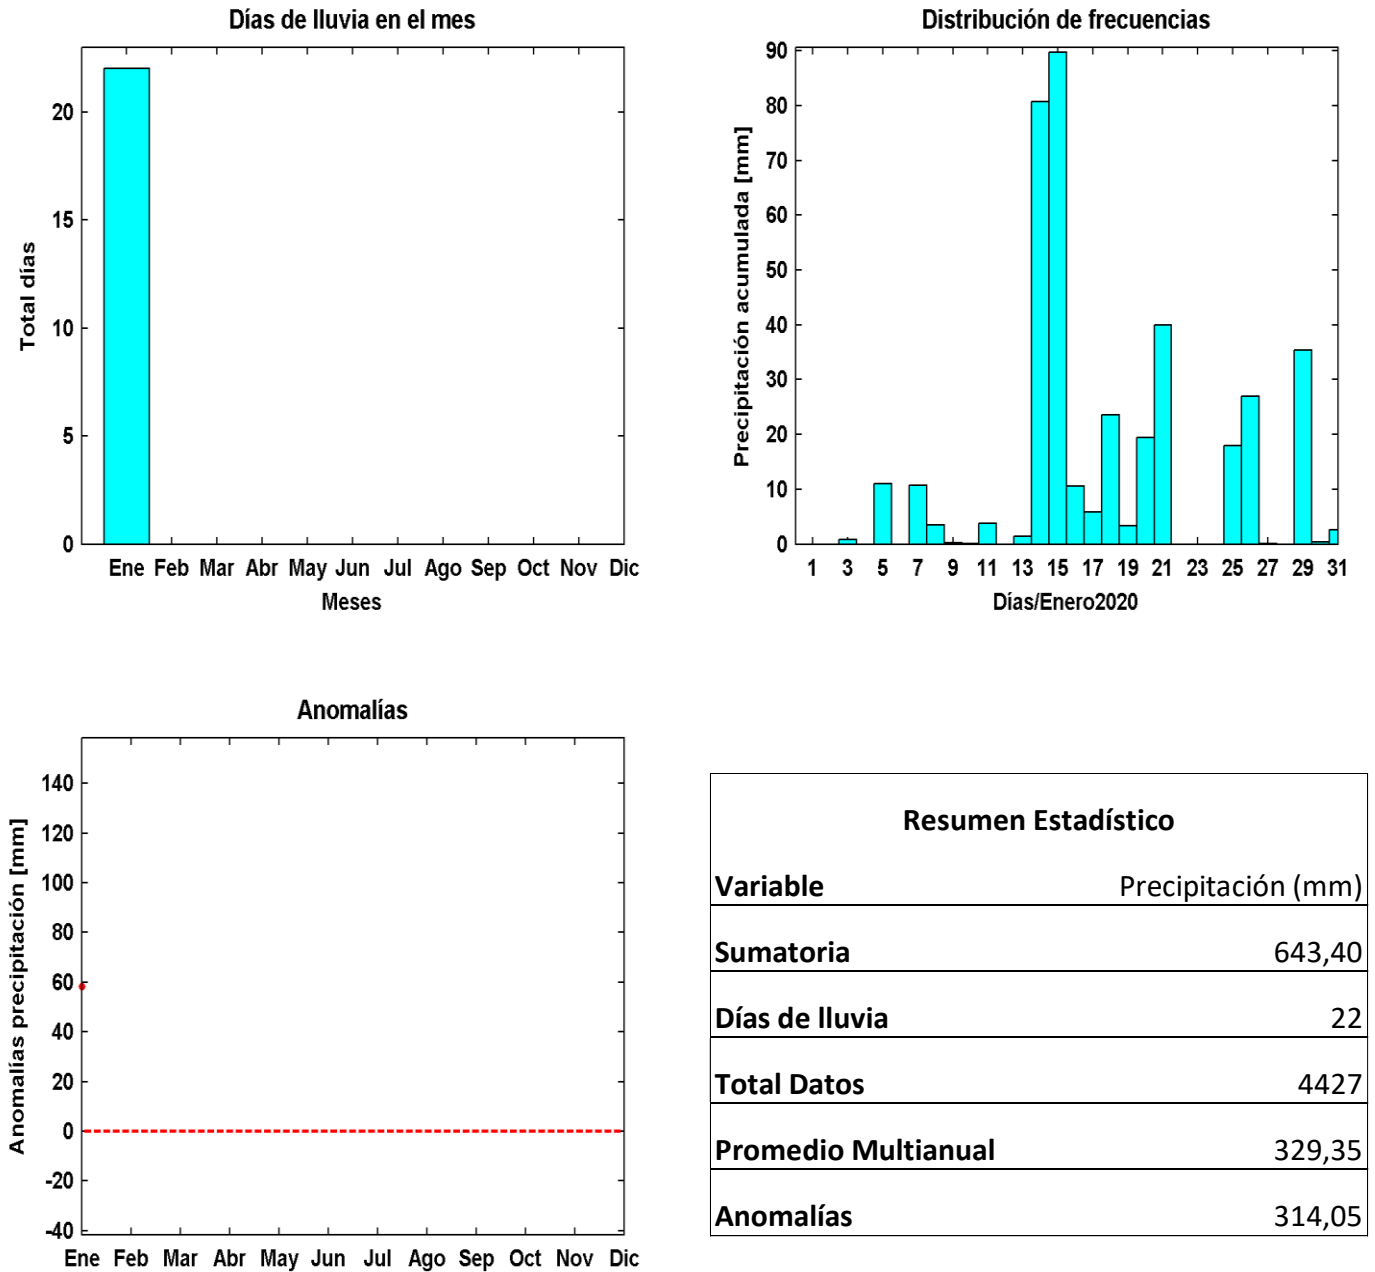 Días de lluvia en el mes
Total días
20
15
10
5
0
Ene Feb Mar Abr May Jun Jul Ago Sep Oct Nov Dic
Meses
Distribución de frecuencias
Precipitación acumulada [mm]
90
80
70
60
50
40
30
20
10
0
1 3 5 7 9 11 13 15 17 19 21 23 25 27 29 31
Días/Enero2020
Anomalías
Anomalías precipitación [mm]
140
120
100
80
60
40
20
0
-20
-40
Ene Feb Mar Abr May Jun Jul Ago Sep Oct Nov Dic
Resumen Estadístico
Variable Precipitación (mm)
Sumatoria 643,40
Días de lluvia 22
Total Datos 4427
Promedio Multianual 329,35
Anomalías 314,05